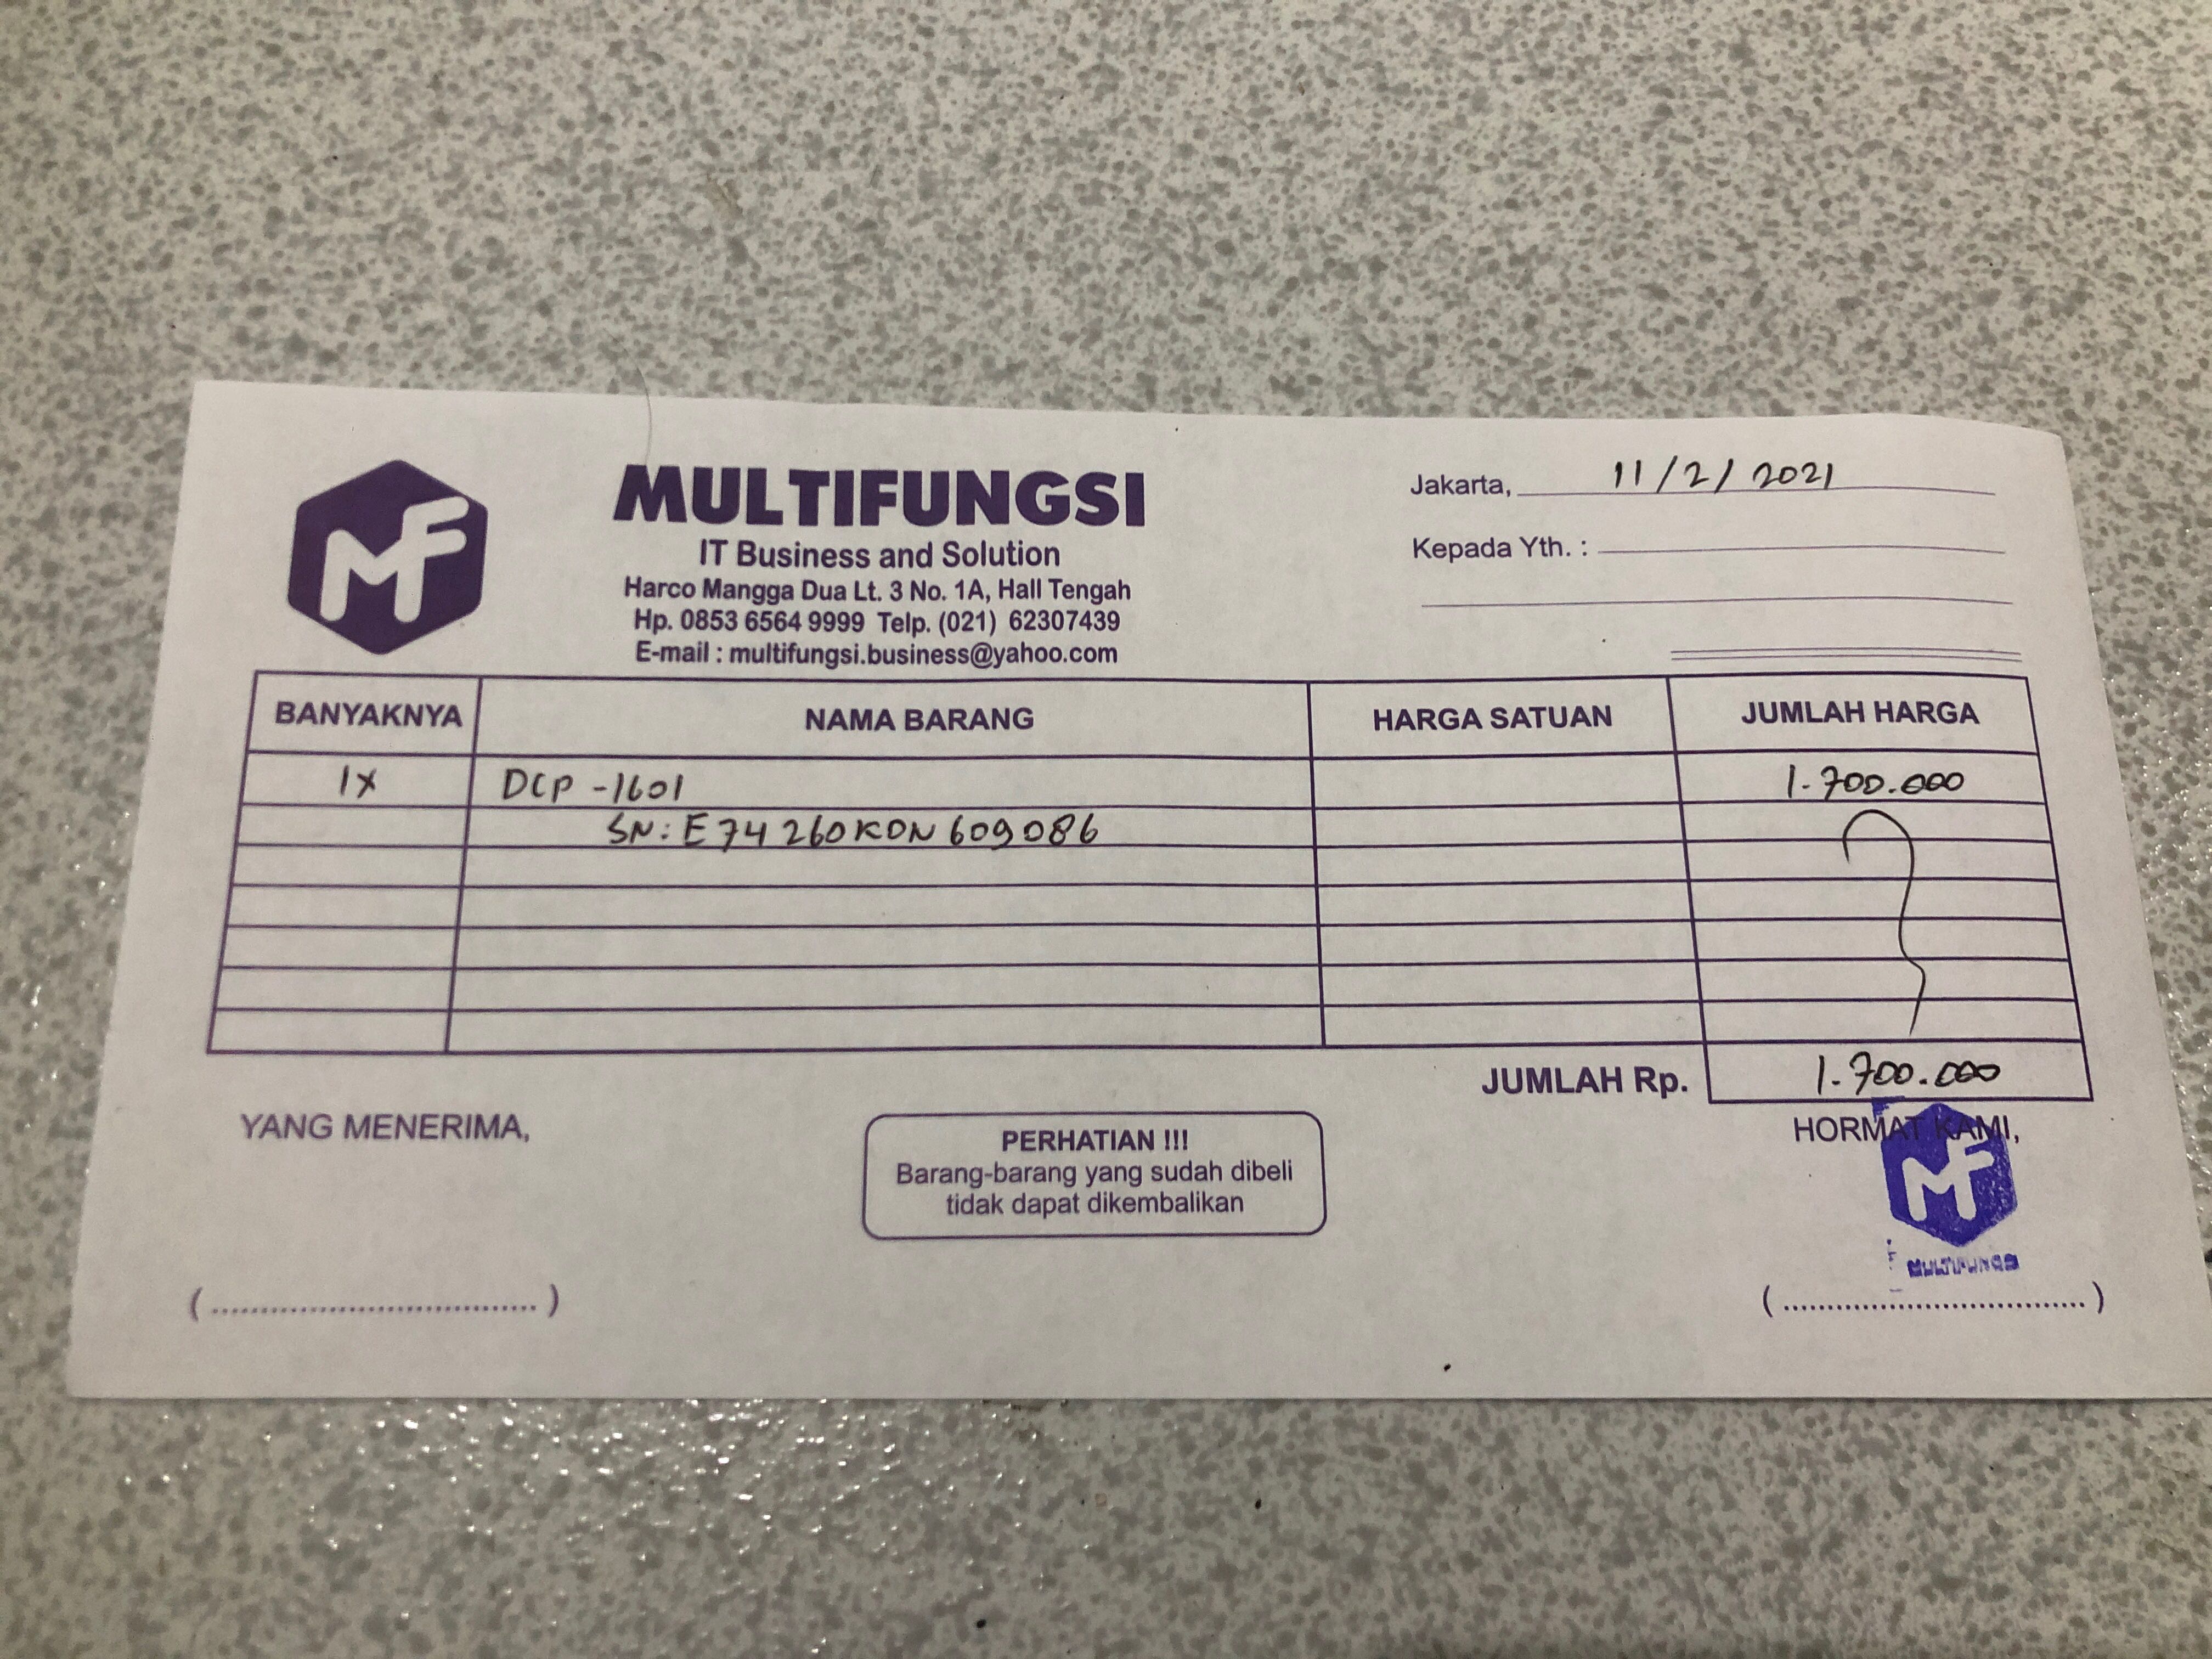 MF
MULTIFUNGSI
IT Business and Solution
Harco Mangga Dua Lt. 3 No. 1A, Hall Tengah
Hp. 0853 6564 9999 Telp. (021) 62307439
E-mail : multifungsi.business@yahoo.com
Jakarta, 11/2/2021
Kepada Yth. :
BANYAKNYA NAMA BARANG HARGA SATUAN JUMLAH HARGA
1X DCP-1601 1.700.000
SN: E74260K0N609086
JUMLAH Rp. 1.700.000
YANG MENERIMA,
PERHATIAN !!!
Barang-barang yang sudah dibeli
tidak dapat dikembalikan
HORMAT KAMI,
MF
MULTIFUNGSI
(....................................)
(....................................)